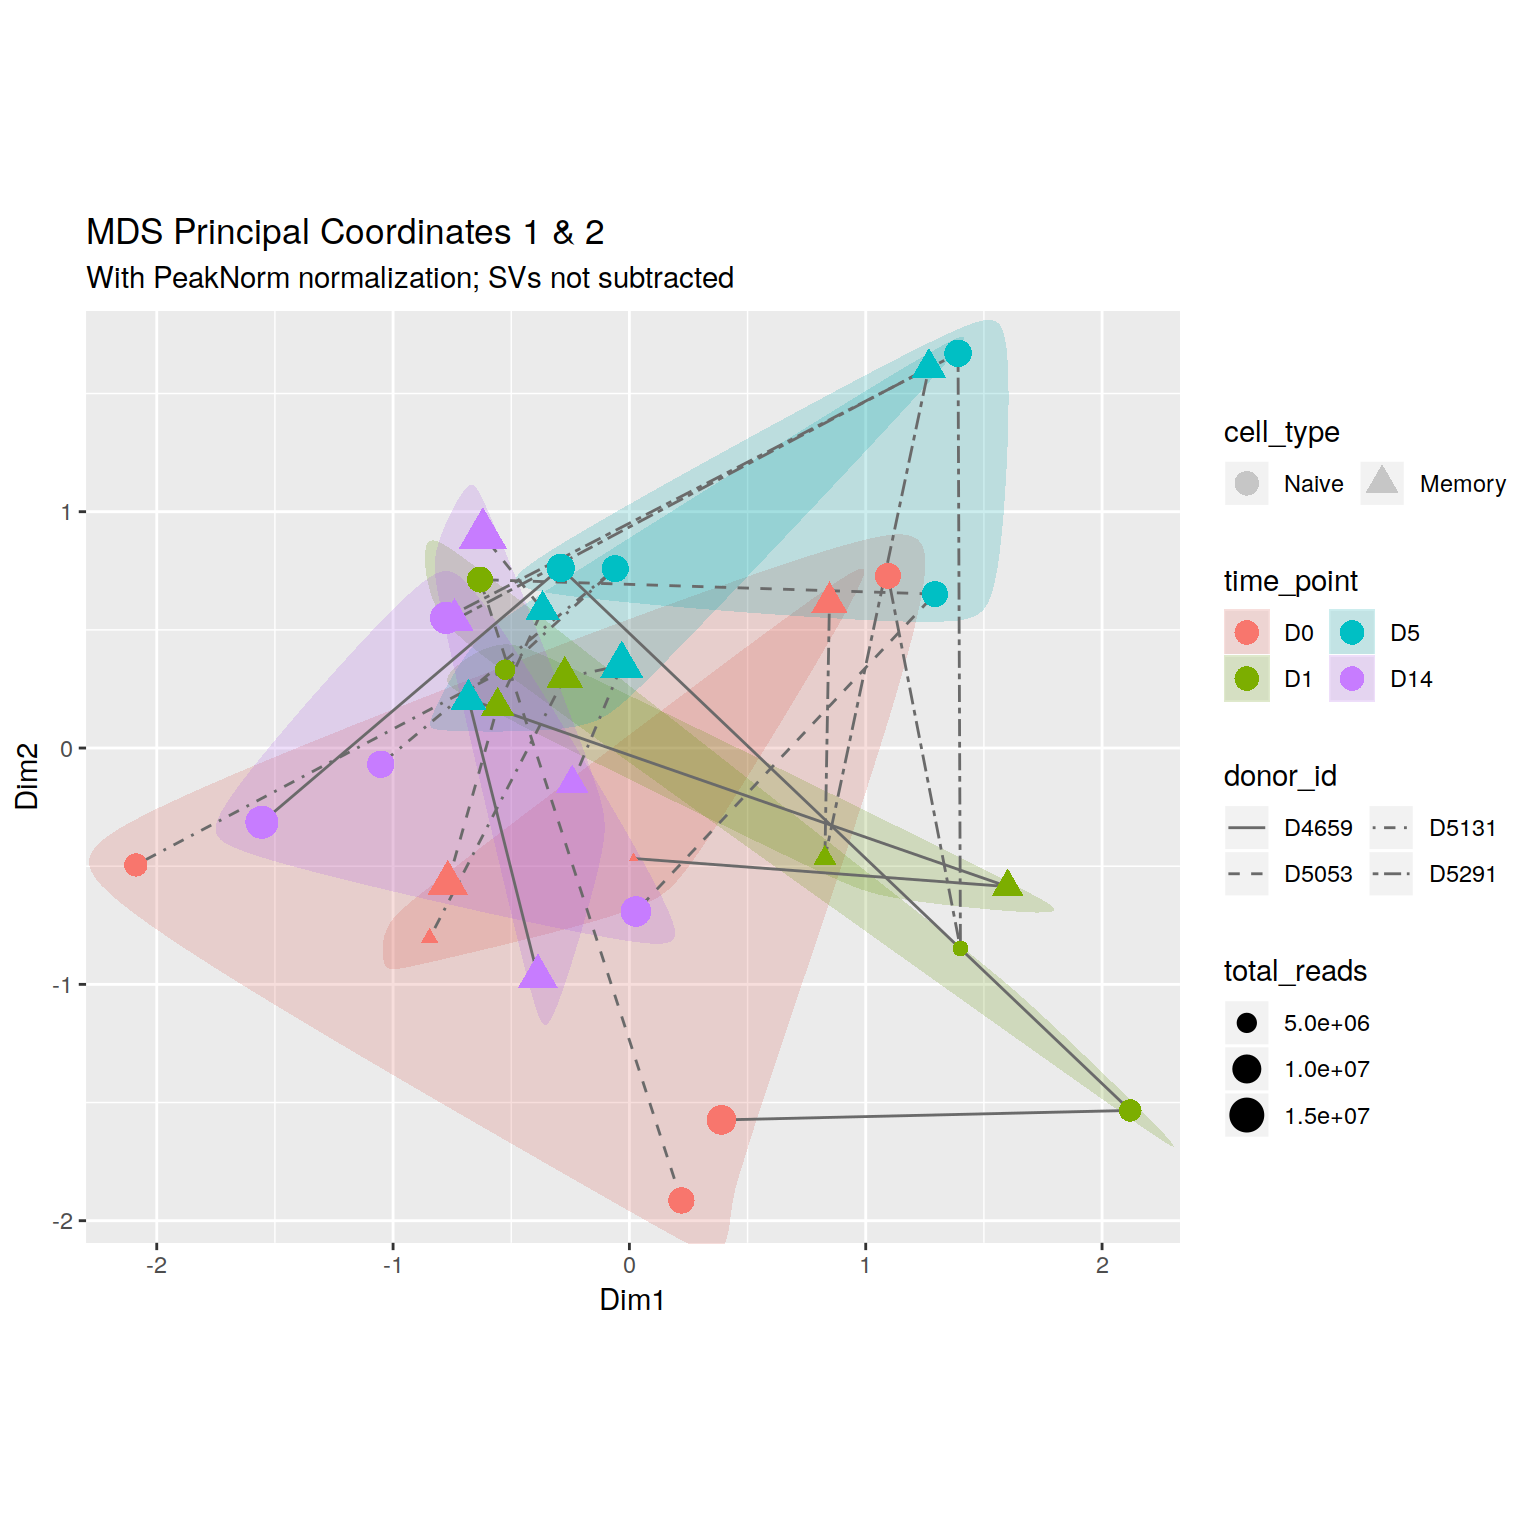 MDS Principal Coordinates 1 & 2
With PeakNorm normalization; SVs not subtracted
Dim2
1
0
-1
-2
-2 -1 0 1 2
Dim1
cell_type
Naive Memory
time_point
D0 D5
D1 D14
donor_id
D4659 D5131
D5053 D5291
total_reads
5.0e+06
1.0e+07
1.5e+07